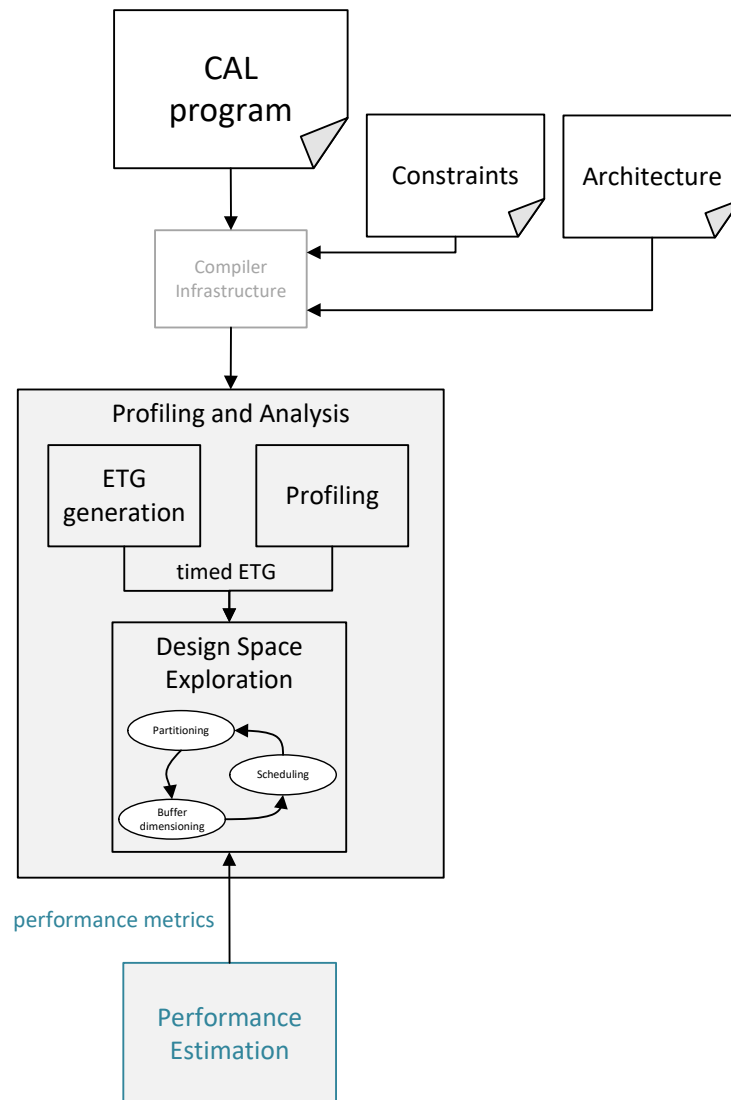 CAL
program
Constraints
Architecture
Compiler
Infrastructure
Profiling and Analysis
ETG
generation
Profiling
timed ETG
Design Space
Exploration
Partitioning
Scheduling
Buffer
dimensioning
performance metrics
Performance
Estimation